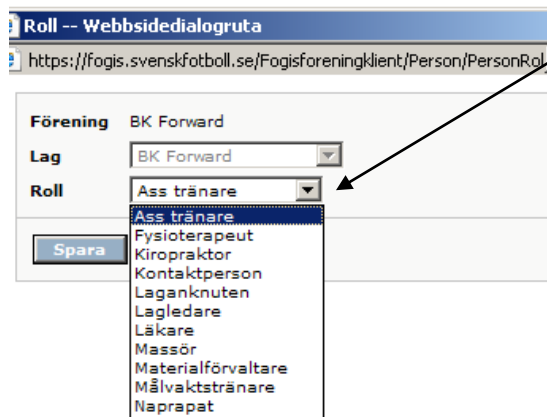 Roll -- Webbsidedialogruta
https://fogis.svenskfotboll.se/Fogisforeningklient/Person/PersonRol
Förening BK Forward
Lag BK Forward
Roll Ass tränare
Ass tränare
Fysioterapeut
Spara
Kiropraktor
Kontaktperson
Laganknuten
Lagledare
Läkare
Massör
Materialförvaltare
Målvaktstränare
Naprapat